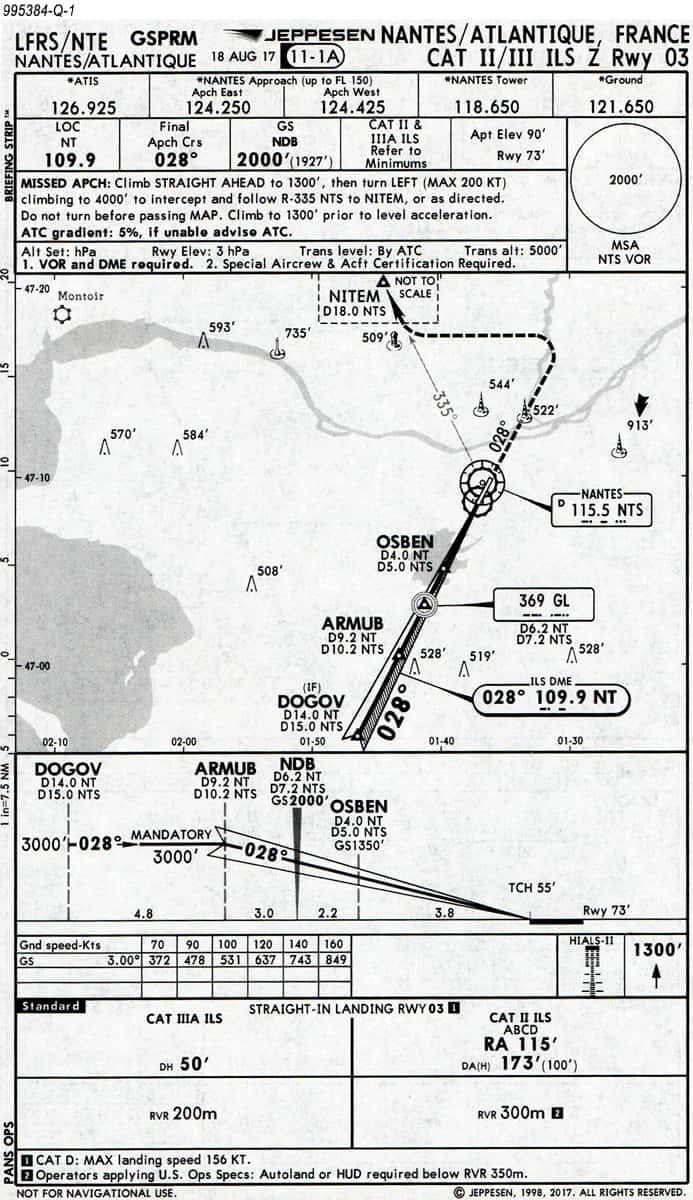 995384-Q-1
LFRS/NTE GSPRM JEPPESEN NANTES/ATLANTIQUE, FRANCE
NANTES/ATLANTIQUE 18 AUG 17 11-1A CAT II/III ILS Z Rwy 03
*ATIS *NANTES Approach (up to FL 150) *NANTES Tower *Ground
Apch East Apch West
126.925 124.250 124.425 118.650 121.650
BRIEFING STRIP™
LOC Final GS CAT II & Apt Elev 90'
NT Apch Crs NDB IIIA ILS Rwy 73'
109.9 028° 2000' (1927') Refer to
Minimums
2000'
MSA
NTS VOR
MISSED APCH: Climb STRAIGHT AHEAD to 1300', then turn LEFT (MAX 200 KT)
climbing to 4000' to intercept and follow R-335 NTS to NITEM, or as directed.
Do not turn before passing MAP. Climb to 1300' prior to level acceleration.
ATC gradient: 5%, if unable advise ATC.
Alt Set: hPa Rwy Elev: 3 hPa Trans level: By ATC Trans alt: 5000'
1. VOR and DME required. 2. Special Aircrew & Acft Certification Required.
20
47-20
Montoir
NOT TO
SCALE
NITEM
D18.0 NTS
593'
735'
509'
15
335°
544'
522'
913'
028°
570'
584'
10
47-10
NANTES
D 115.5 NTS
OSBEN
D4.0 NT
D5.0 NTS
5
508'
369 GL
D6.2 NT
D7.2 NTS
ARMUB
D9.2 NT
D10.2 NTS
528'
519'
528'
0
47-00
ILS DME
028° 109.9 NT
(IF)
DOGOV
D14.0 NT
D15.0 NTS
028°
5
02-10 02-00 01-50 01-40 01-30
1 in=7.5 NM
DOGOV
D14.0 NT
D15.0 NTS
ARMUB
D9.2 NT
D10.2 NTS
NDB
D6.2 NT
D7.2 NTS
GS2000'
OSBEN
D4.0 NT
D5.0 NTS
GS1350'
3000' 028° MANDATORY
3000'
028°
TCH 55'
Rwy 73'
4.8 3.0 2.2 3.8
Gnd speed-Kts 70 90 100 120 140 160
GS 3.00° 372 478 531 637 743 849
HIALS-II
1300'
Standard STRAIGHT-IN LANDING RWY 03 1
CAT IIIA ILS CAT II ILS
ABCD
RA 115'
DH 50' DA(H) 173' (100')
RVR 200m RVR 300m 2
PANS OPS
1 CAT D: MAX landing speed 156 KT.
2 Operators applying U.S. Ops Specs: Autoland or HUD required below RVR 350m.
NOT FOR NAVIGATIONAL USE. © JEPPESEN, 1998, 2017. ALL RIGHTS RESERVED.